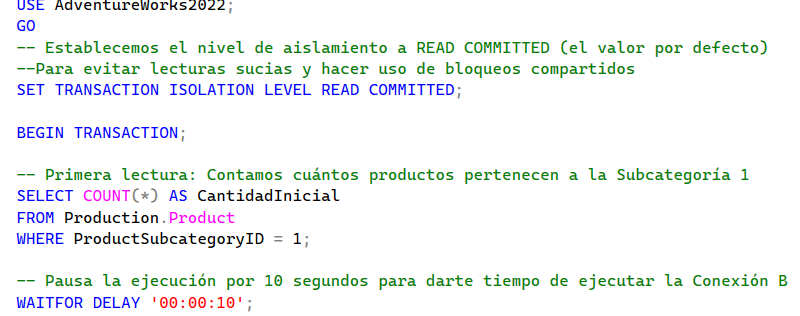 USE AdventureWorks2022;
GO
-- Establecemos el nivel de aislamiento a READ COMMITTED (el valor por defecto)
--Para evitar lecturas sucias y hacer uso de bloqueos compartidos
SET TRANSACTION ISOLATION LEVEL READ COMMITTED;
BEGIN TRANSACTION;
-- Primera lectura: Contamos cuántos productos pertenecen a la Subcategoría 1
SELECT COUNT(*) AS CantidadInicial
FROM Production.Product
WHERE ProductSubcategoryID = 1;
-- Pausa la ejecución por 10 segundos para darte tiempo de ejecutar la Conexión B
WAITFOR DELAY '00:00:10';